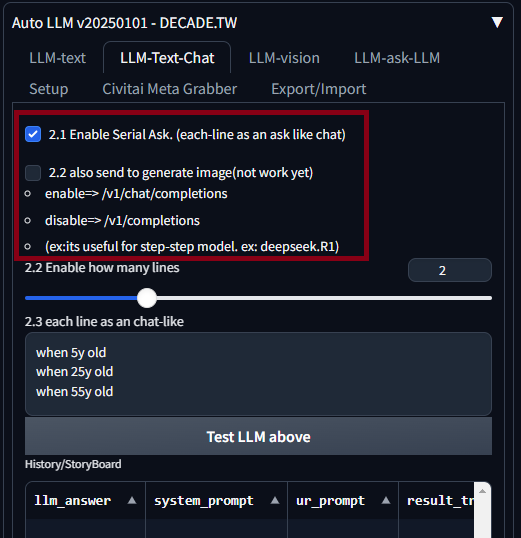 Auto LLM v20250101 - DECADE.TW
LLM-text LLM-Text-Chat LLM-vision LLM-ask-LLM
Setup Civitai Meta Grabber Export/Import
2.1 Enable Serial Ask. (each-line as an ask like chat)
2.2 also send to generate image(not work yet)
enable=> /v1/chat/completions
disable=> /v1/completions
(ex:its useful for step-step model. ex: deepseek.R1)
2.2 Enable how many lines 2
2.3 each line as an chat-like
when 5y old
when 25y old
when 55y old
Test LLM above
History/StoryBoard
llm_answer system_prompt ur_prompt result_tr